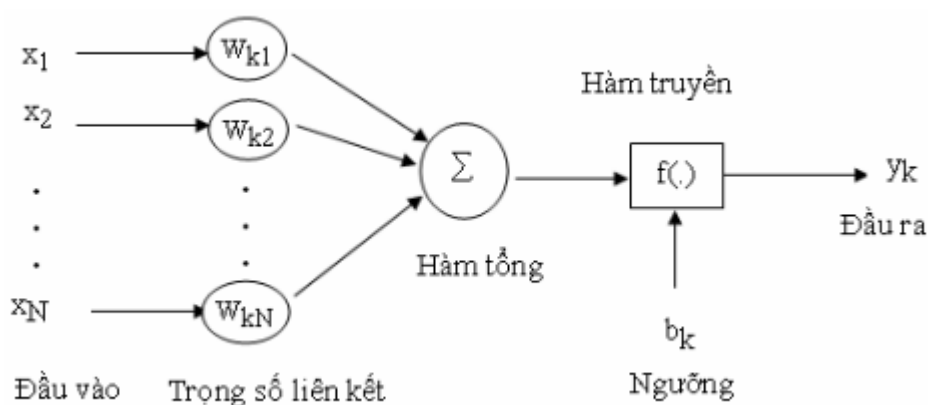 x1
wk1
x2
wk2
Hàm truyền
Σ
f(.)
yk
Đầu ra
Hàm tổng
xN
wkN
bk
Đầu vào
Trọng số liên kết
Ngưỡng